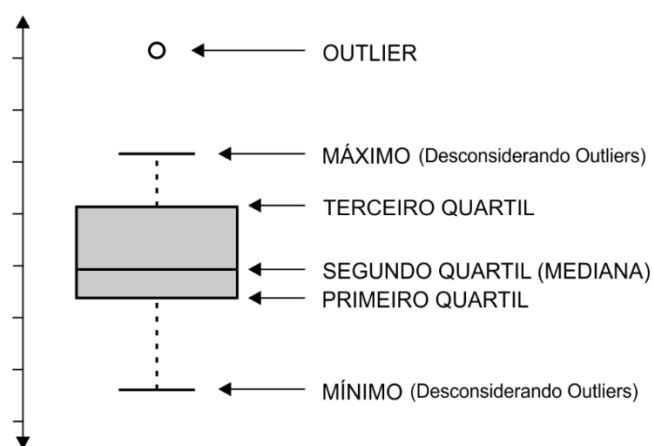 OUTLIER
MÁXIMO (Desconsiderando Outliers)
TERCEIRO QUARTIL
SEGUNDO QUARTIL (MEDIANA)
PRIMEIRO QUARTIL
MÍNIMO (Desconsiderando Outliers)